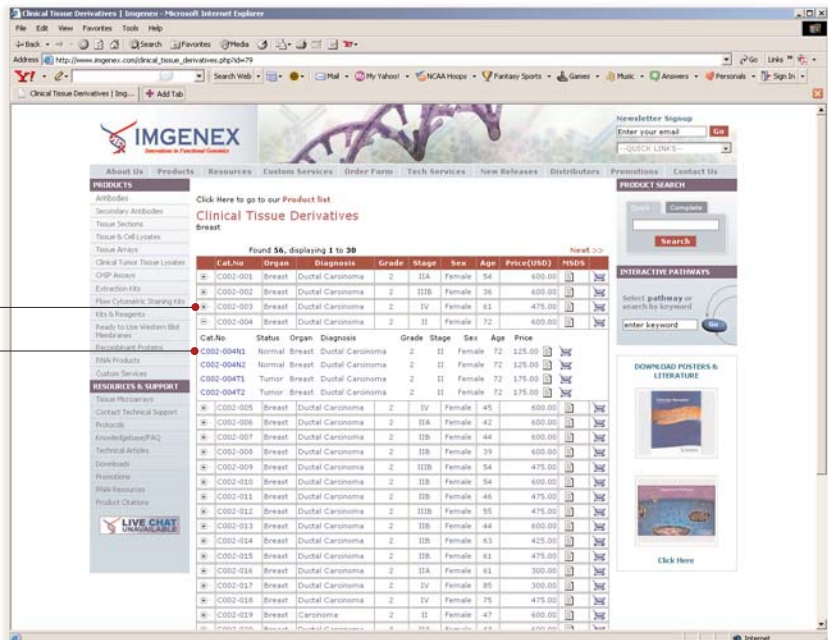 Clinical Tissue Derivatives | Imgenex - Microsoft Internet Explorer
File Edit View Favorites Tools Help
Back Search Favorites Media
Address http://www.imgenex.com/clinical_tissue_derivatives.php?id=79 Go Links
Y! Search Web Mail My Yahoo! NCAA Hoops Fantasy Sports Games Music Answers Personals Sign In
Clinical Tissue Derivatives | Img... Add Tab
IMGENEX
Innovations in Functional Genomics
Newsletter Signup
Enter your email Go
--QUICK LINKS--
About Us Products Resources Custom Services Order Form Tech Services New Releases Distributors Promotions Contact Us
PRODUCTS
Antibodies
Secondary Antibodies
Tissue Sections
Tissue & Cell Lysates
Tissue Arrays
Clinical Tumor Tissue Lysates
CHIP Assays
Extraction Kits
Flow Cytometric Staining Kits
Kits & Reagents
Ready to Use Western Blot Membranes
Recombinant Proteins
RNAi Products
Custom Services
RESOURCES & SUPPORT
Tissue Microarrays
Contact Technical Support
Protocols
Knowledgebase/FAQ
Technical Articles
Downloads
Promotions
RNAi Resources
Product Citations
LIVE CHAT
UNAVAILABLE
Click Here to go to our Product list
Clinical Tissue Derivatives
Breast
Found 56, displaying 1 to 30 Next >>
Cat.No Organ Diagnosis Grade Stage Sex Age Price(USD) MSDS
C002-001 Breast Ductal Carcinoma 2 IIA Female 54 600.00
C002-002 Breast Ductal Carcinoma 2 IIIB Female 36 600.00
C002-003 Breast Ductal Carcinoma 2 IV Female 61 475.00
C002-004 Breast Ductal Carcinoma 2 II Female 72 600.00
Cat.No Status Organ Diagnosis Grade Stage Sex Age Price
C002-004N1 Normal Breast Ductal Carcinoma 2 II Female 72 125.00
C002-004N2 Normal Breast Ductal Carcinoma 2 II Female 72 125.00
C002-004T1 Tumor Breast Ductal Carcinoma 2 II Female 72 175.00
C002-004T2 Tumor Breast Ductal Carcinoma 2 II Female 72 175.00
C002-005 Breast Ductal Carcinoma 2 IV Female 45 600.00
C002-006 Breast Ductal Carcinoma 2 IIA Female 42 600.00
C002-007 Breast Ductal Carcinoma 2 IIB Female 44 600.00
C002-008 Breast Ductal Carcinoma 2 IIB Female 39 600.00
C002-009 Breast Ductal Carcinoma 2 IIIB Female 54 475.00
C002-010 Breast Ductal Carcinoma 2 IIB Female 54 600.00
C002-011 Breast Ductal Carcinoma 2 IIB Female 46 475.00
C002-012 Breast Ductal Carcinoma 2 IIIB Female 55 475.00
C002-013 Breast Ductal Carcinoma 2 IIB Female 44 600.00
C002-014 Breast Ductal Carcinoma 2 IIB Female 63 425.00
C002-015 Breast Ductal Carcinoma 2 IIB Female 61 475.00
C002-016 Breast Ductal Carcinoma 2 IIA Female 61 300.00
C002-017 Breast Ductal Carcinoma 2 IV Female 85 300.00
C002-018 Breast Ductal Carcinoma 2 IV Female 75 475.00
C002-019 Breast Carcinoma 2 II Female 47 600.00
PRODUCT SEARCH
Quick Complete
Search
INTERACTIVE PATHWAYS
Select pathway or
search by keyword
enter keyword Go
DOWNLOAD POSTERS &
LITERATURE
Click Here
Internet